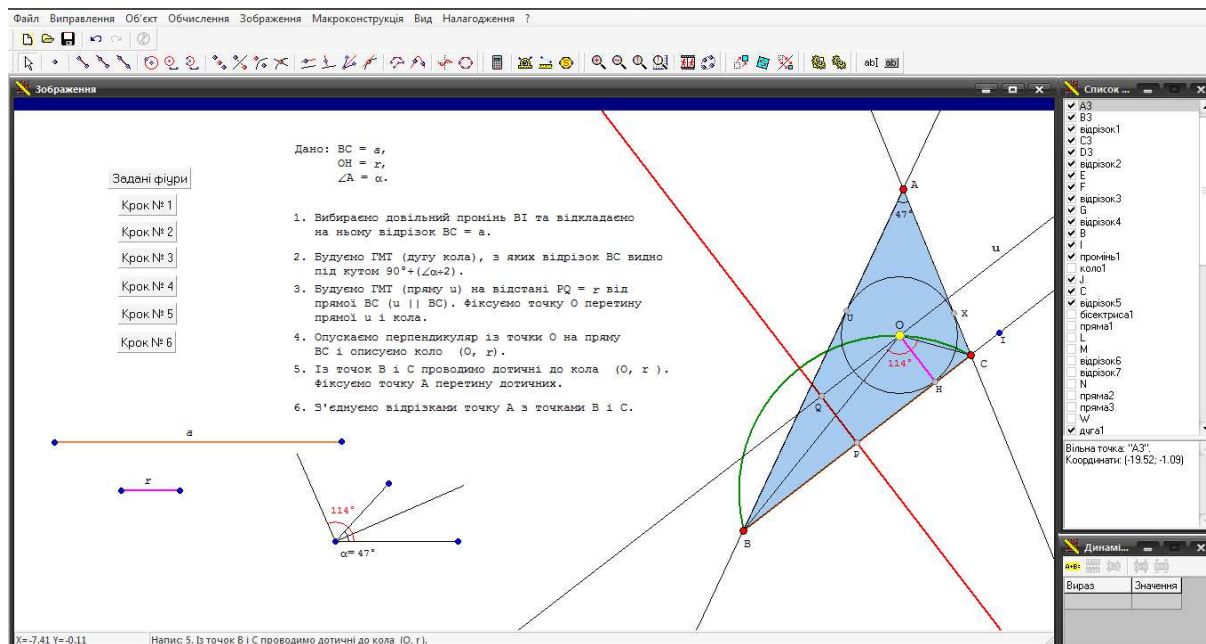 Файл Виправлення Об'єкт Обчислення Зображення Макроконструкція Вид Налагодження ?
abI ab|
Зображення
Список ...
Дано: BC = a,
OH = r,
∠A = α.
Задані фігури
Крок № 1
Крок № 2
Крок № 3
Крок № 4
Крок № 5
Крок № 6
1. Вибираємо довільний промінь BI та відкладаємо
на ньому відрізок BC = a.
2. Будуємо ГМТ (дугу кола), з яких відрізок BC видно
під кутом 90°+(∠α÷2).
3. Будуємо ГМТ (пряму u) на відстані PQ = r від
прямої BC (u || BC). Фіксуємо точку O перетину
прямої u і кола.
4. Опускаємо перпендикуляр із точки O на пряму
BC і описуємо коло (O, r).
5. Із точок B і C проводимо дотичні до кола (O, r ).
Фіксуємо точку A перетину дотичних.
6. З'єднуємо відрізками точку A з точками B і C.
a
r
114°
α= 47°
A
47°
u
U
X
O
I
114°
C
H
Q
P
B
A3
B3
відрізок1
C3
D3
відрізок2
E
F
відрізок3
G
відрізок4
B
I
промінь1
коло1
J
C
відрізок5
бісектриса1
пряма1
L
M
відрізок6
відрізок7
N
пряма2
пряма3
W
дуга1
Вільна точка: "A3".
Координати: (-19.52; -1.09)
Динамі...
A+B=
Вираз Значення
X=-7.41 Y=-0.11 Напис: 5. Із точок B і C проводимо дотичні до кола (O, r ).